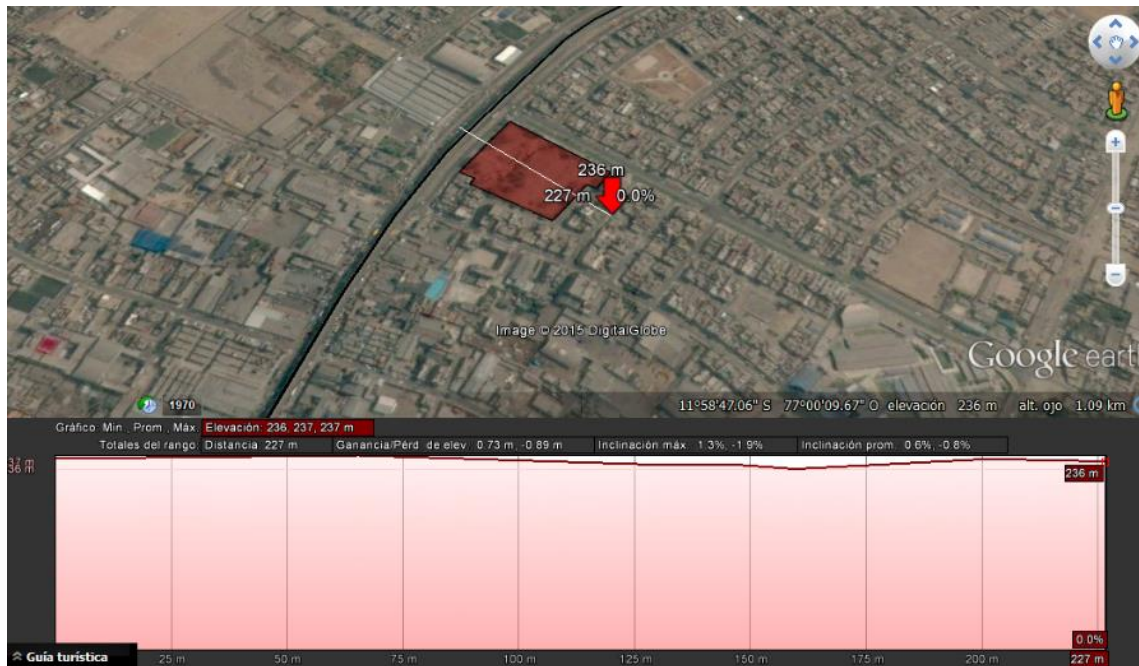 236 m
227 m 0.0%
Image © 2015 DigitalGlobe
Google earth
1970
11°58'47.06" S 77°00'09.67" O elevación 236 m alt. ojo 1.09 km
Gráfico: Mín., Prom., Máx. Elevación: 236, 237, 237 m
Totales del rango: Distancia: 227 m Ganancia/Pérd. de elev.: 0.73 m, -0.89 m Inclinación máx.: 1.3%, -1.9% Inclinación prom.: 0.6%, -0.8%
37 m
36 m
236 m
0.0%
Guía turística 25 m 50 m 75 m 100 m 125 m 150 m 175 m 200 m 227 m